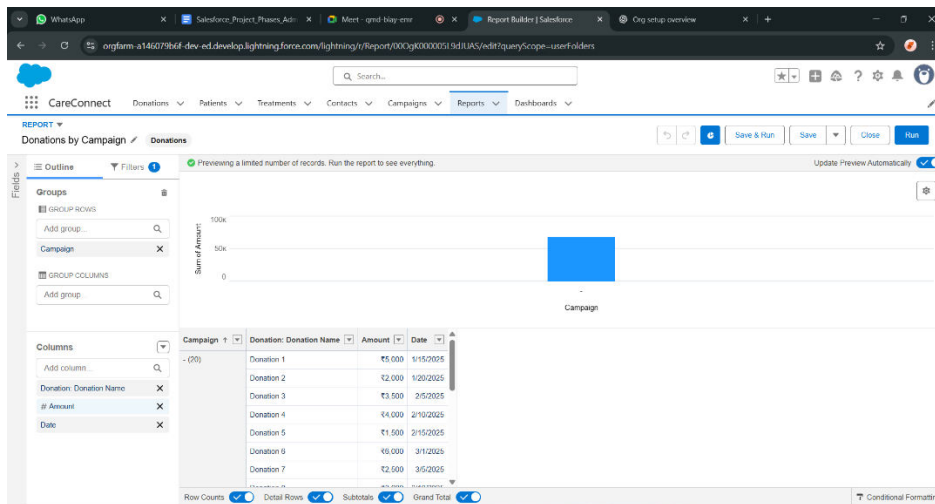 WhatsApp
Salesforce_Project_Phases_Adm
Meet - qmd-biay-emr
Report Builder | Salesforce
Org setup overview
orgfarm-a146079b6f-dev-ed.develop.lightning.force.com/lightning/r/Report/00OgK000005L9dJUAS/edit?queryScope=userFolders
Search...
CareConnect
Donations
Patients
Treatments
Contacts
Campaigns
Reports
Dashboards
REPORT
Donations by Campaign
Donations
Save & Run
Save
Close
Run
Fields
Outline
Filters 1
Previewing a limited number of records. Run the report to see everything.
Update Preview Automatically
Groups
GROUP ROWS
Add group...
Campaign
GROUP COLUMNS
Add group...
Columns
Add column...
Donation: Donation Name
# Amount
Date
Sum of Amount
100K
50K
0
-
Campaign
Campaign ↑ Donation: Donation Name Amount Date
- (20) Donation 1 ₹5,000 1/15/2025
Donation 2 ₹2,000 1/20/2025
Donation 3 ₹3,500 2/5/2025
Donation 4 ₹4,000 2/10/2025
Donation 5 ₹1,500 2/15/2025
Donation 6 ₹6,000 3/1/2025
Donation 7 ₹2,500 3/5/2025
Row Counts
Detail Rows
Subtotals
Grand Total
Conditional Formattin